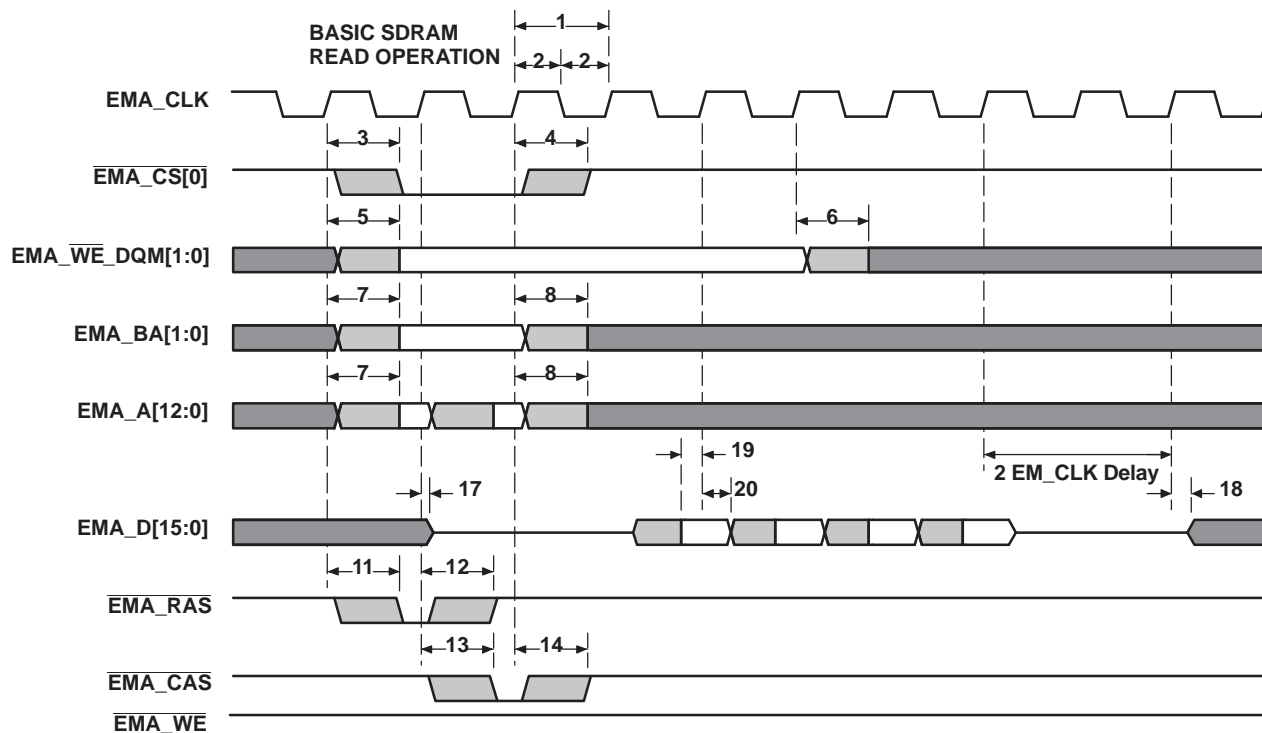 BASIC SDRAM
READ OPERATION
1
2 2
EMA_CLK
3 4
EMA_CS[0]
5 6
EMA_WE_DQM[1:0]
7 8
EMA_BA[1:0]
7 8
EMA_A[12:0]
19
2 EM_CLK Delay
17 20 18
EMA_D[15:0]
11 12
EMA_RAS
13 14
EMA_CAS
EMA_WE